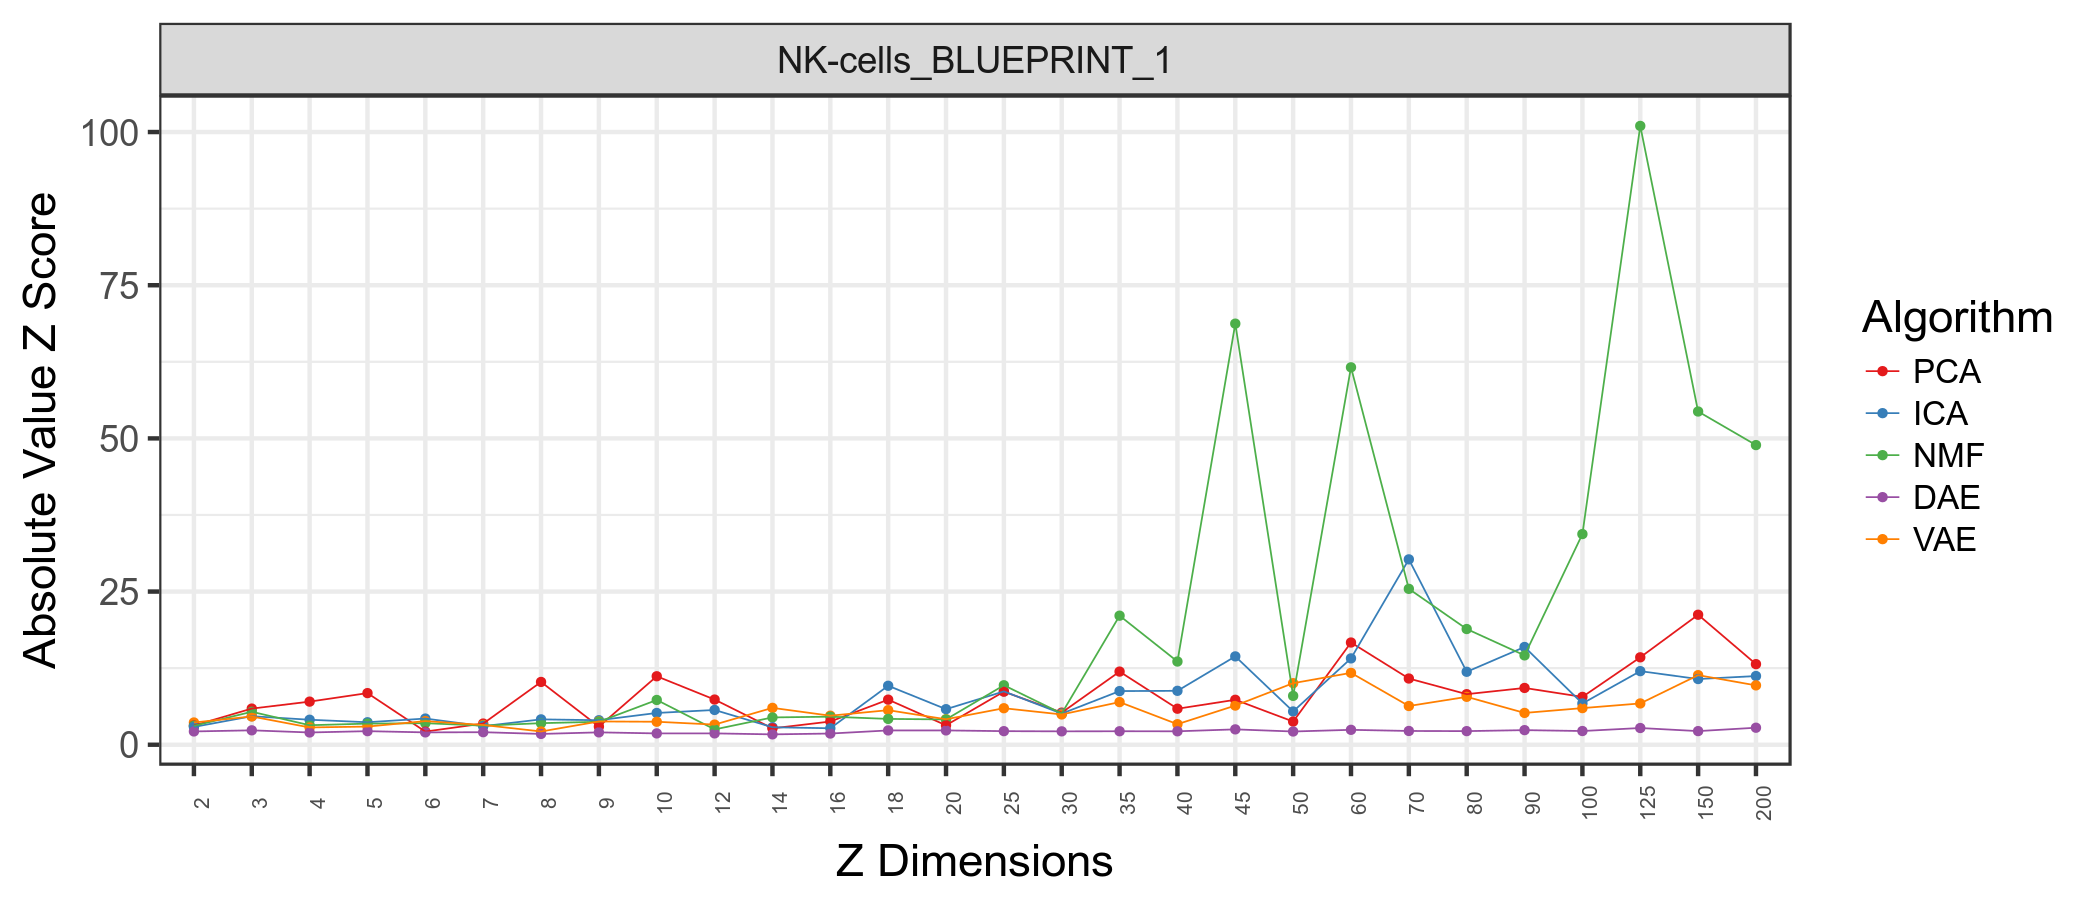 NK-cells_BLUEPRINT_1
Absolute Value Z Score
100
75
50
25
0
2 3 4 5 6 7 8 9 10 12 14 16 18 20 25 30 35 40 45 50 60 70 80 90 100 125 150 200
Z Dimensions
Algorithm
PCA
ICA
NMF
DAE
VAE